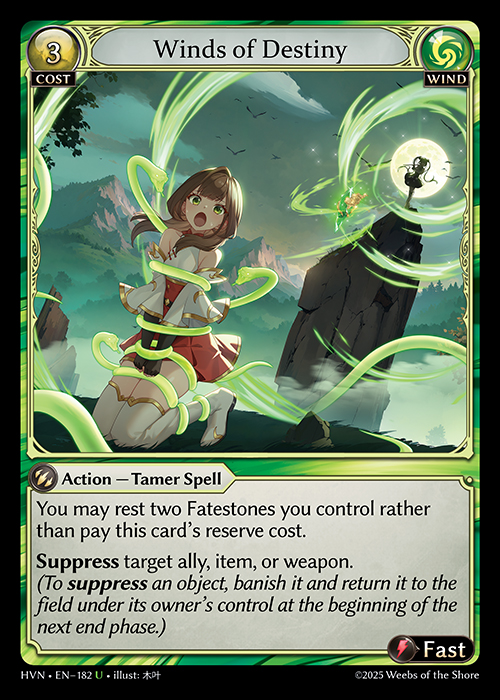 3
Winds of Destiny
COST
WIND
Action — Tamer Spell
You may rest two Fatestones you control rather
than pay this card's reserve cost.
Suppress target ally, item, or weapon.
(To suppress an object, banish it and return it to the
field under its owner's control at the beginning of the
next end phase.)
Fast
HVN • EN-182 U • illust: 木叶
©2025 Weebs of the Shore